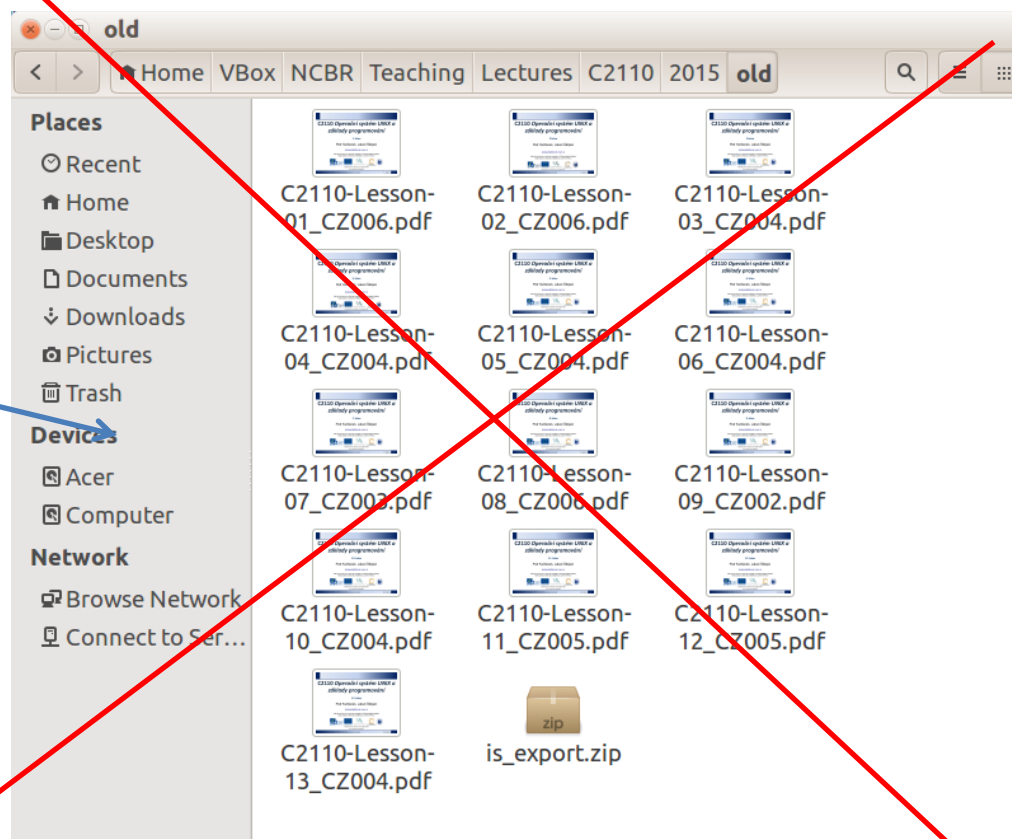 old
Home VBox NCBR Teaching Lectures C2110 2015 old
Places
Recent
Home
Desktop
Documents
Downloads
Pictures
Trash
Devices
Acer
Computer
Network
Browse Network
Connect to Ser...
C2110-Lesson-
01_CZ006.pdf
C2110-Lesson-
02_CZ006.pdf
C2110-Lesson-
03_CZ004.pdf
C2110-Lesson-
04_CZ004.pdf
C2110-Lesson-
05_CZ004.pdf
C2110-Lesson-
06_CZ004.pdf
C2110-Lesson-
07_CZ003.pdf
C2110-Lesson-
08_CZ006.pdf
C2110-Lesson-
09_CZ002.pdf
C2110-Lesson-
10_CZ004.pdf
C2110-Lesson-
11_CZ005.pdf
C2110-Lesson-
12_CZ005.pdf
C2110-Lesson-
13_CZ004.pdf
zip
is_export.zip